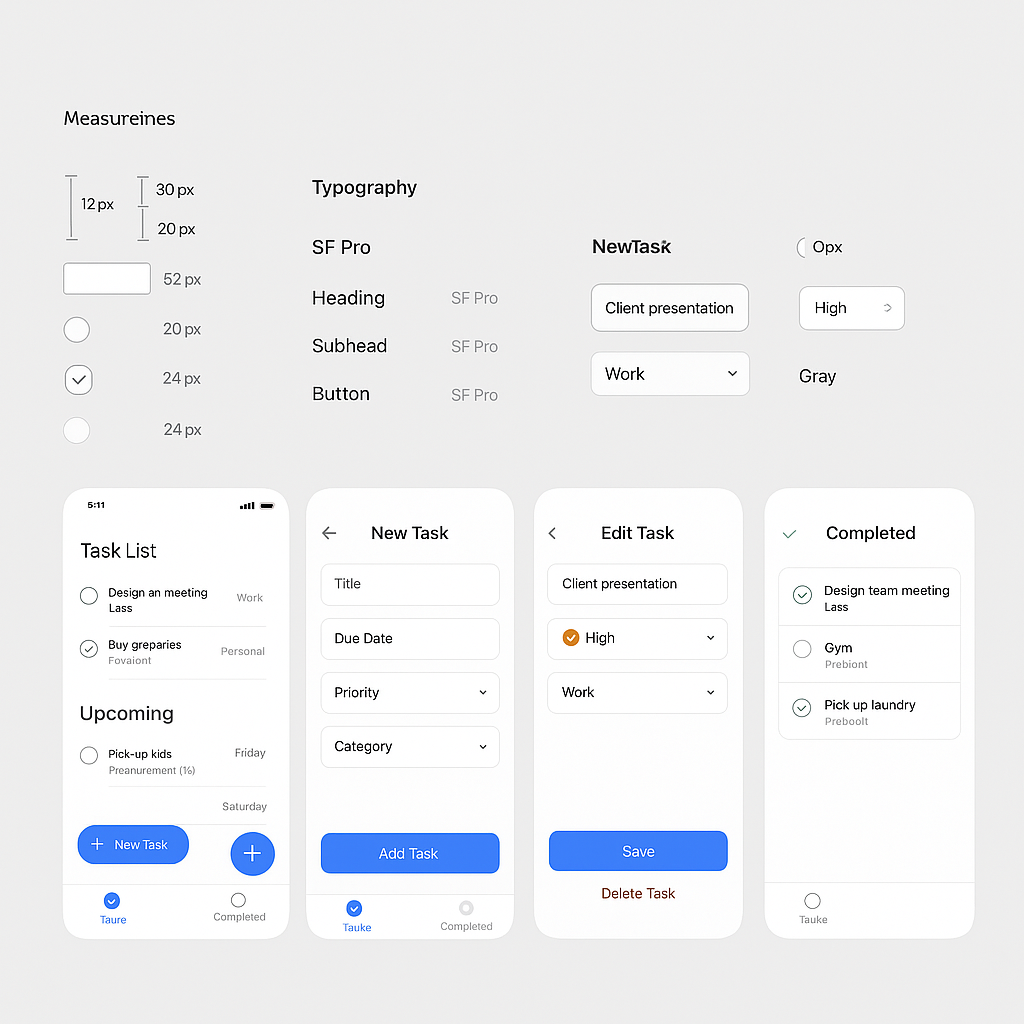 Measureines
12 px
30 px
20 px
52 px
20 px
24 px
24 px
Typography
SF Pro
Heading SF Pro
Subhead SF Pro
Button SF Pro
NewTask
Client presentation
Work
0px
High
Gray
5:11
Task List
Design an meeting
Lass
Work
Buy greparies
Fovaiont
Personal
Upcoming
Pick-up kids
Preanurement
Friday
Saturday
+ New Task
+
Taure
Completed
New Task
Title
Due Date
Priority
Category
Add Task
Tauke
Completed
Edit Task
Client presentation
High
Work
Save
Delete Task
Completed
Design team meeting
Lass
Gym
Prebiont
Pick up laundry
Preboolt
Tauke